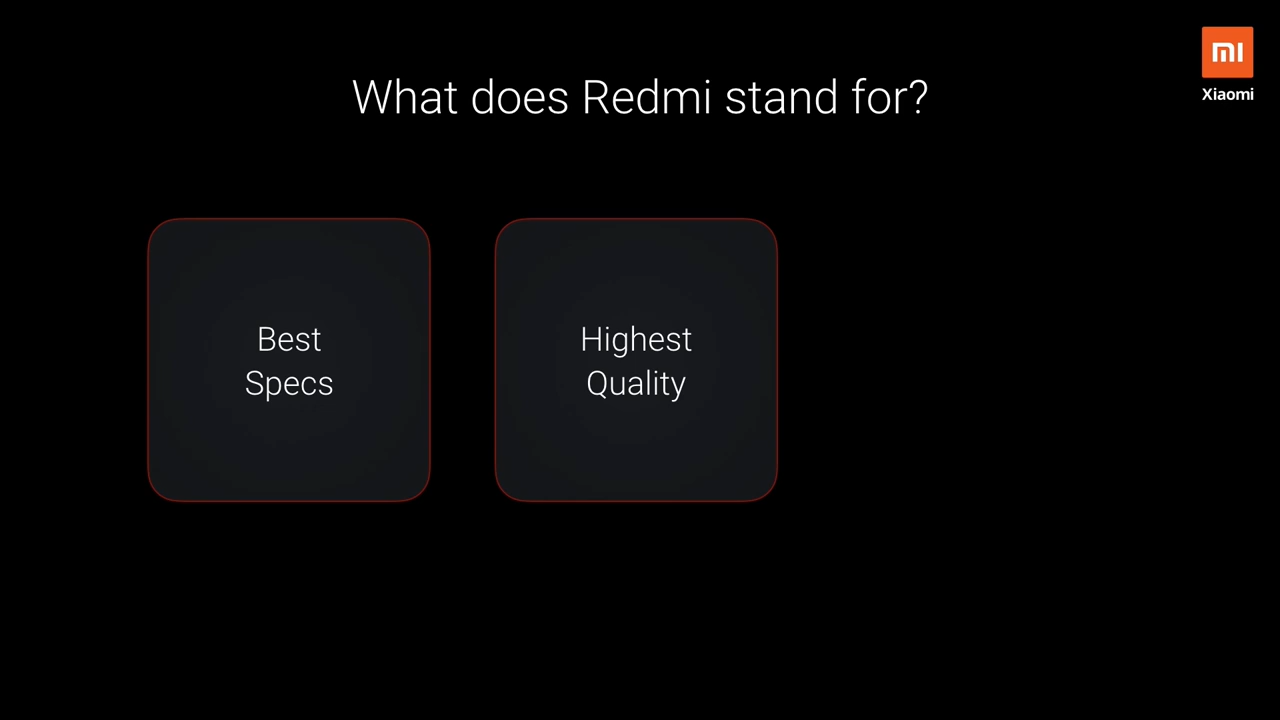 mi
Xiaomi
What does Redmi stand for?
Best
Specs
Highest
Quality